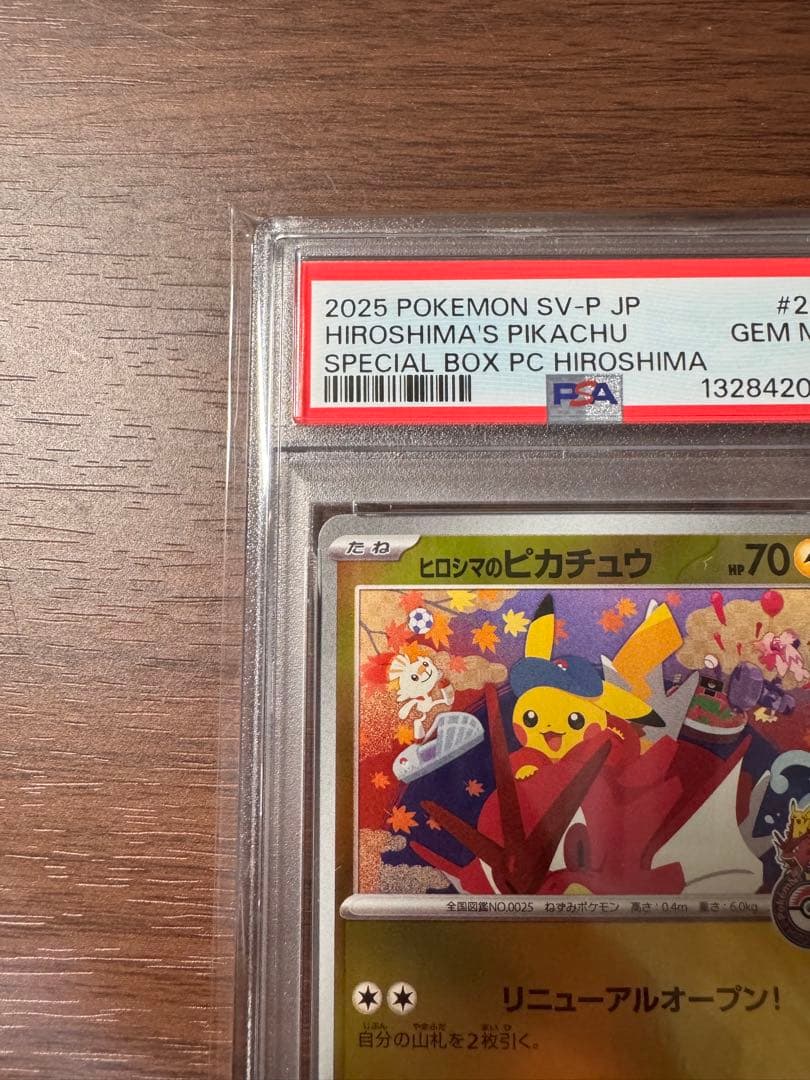 2025 POKEMON SV-P JP #2
HIROSHIMA'S PIKACHU GEM M
SPECIAL BOX PC HIROSHIMA
PSA 1328420
たね ヒロシマのピカチュウ HP70
全国図鑑NO.0025 ねずみポケモン 高さ:0.4m 重さ:6.0kg
リニューアルオープン!
自分の山札を2枚引く。